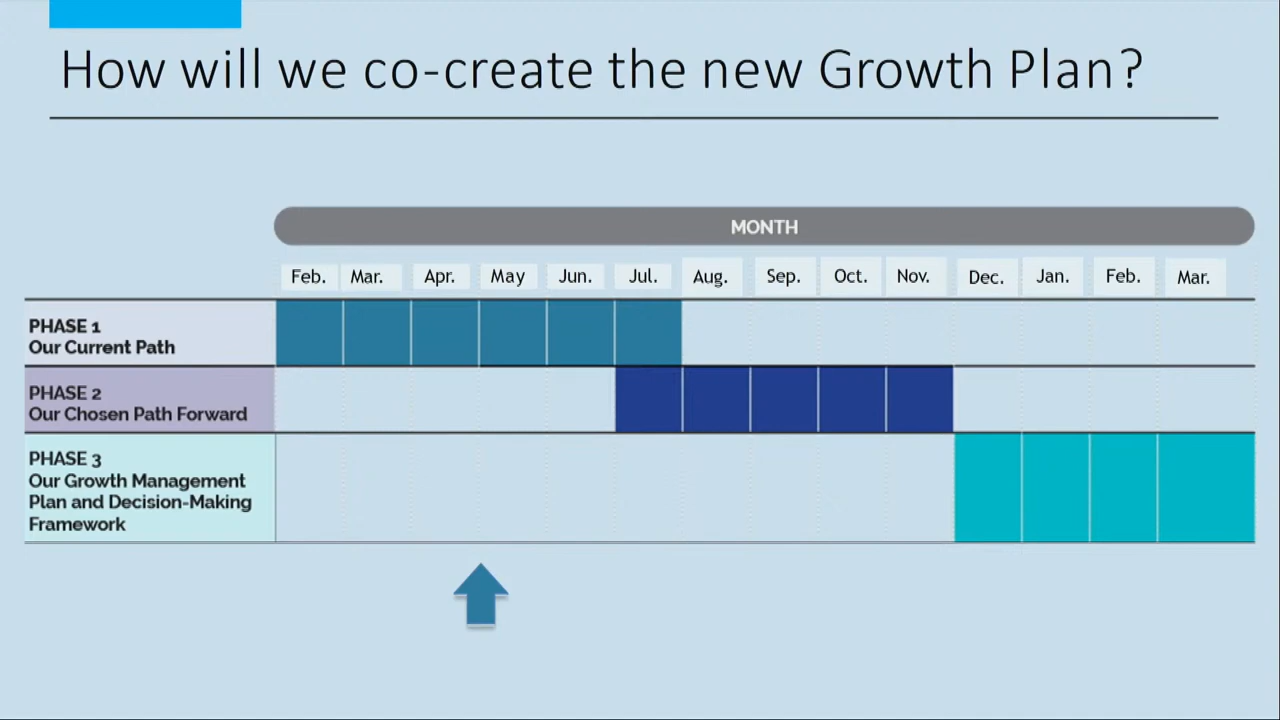 How will we co-create the new Growth Plan?
MONTH
Feb. Mar. Apr. May Jun. Jul. Aug. Sep. Oct. Nov. Dec. Jan. Feb. Mar.
PHASE 1
Our Current Path
PHASE 2
Our Chosen Path Forward
PHASE 3
Our Growth Management
Plan and Decision-Making
Framework